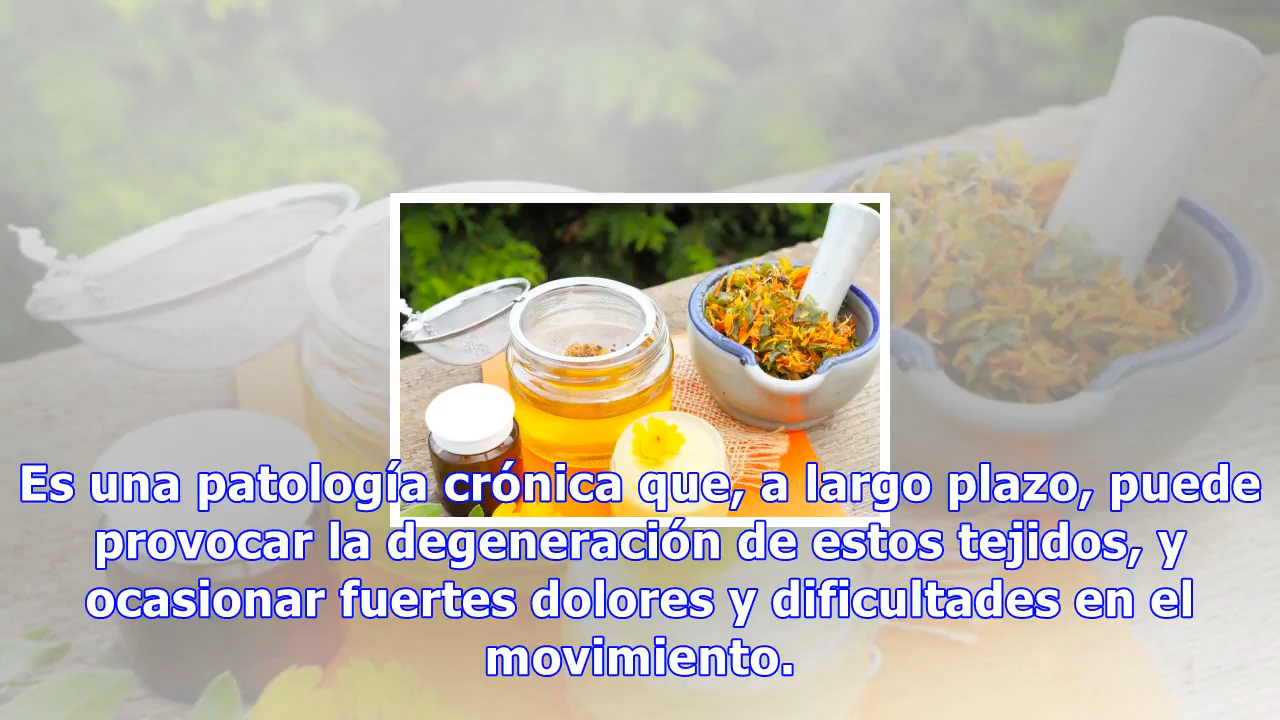 Es una patología crónica que, a largo plazo, puede
provocar la degeneración de estos tejidos, y
ocasionar fuertes dolores y dificultades en el
movimiento.